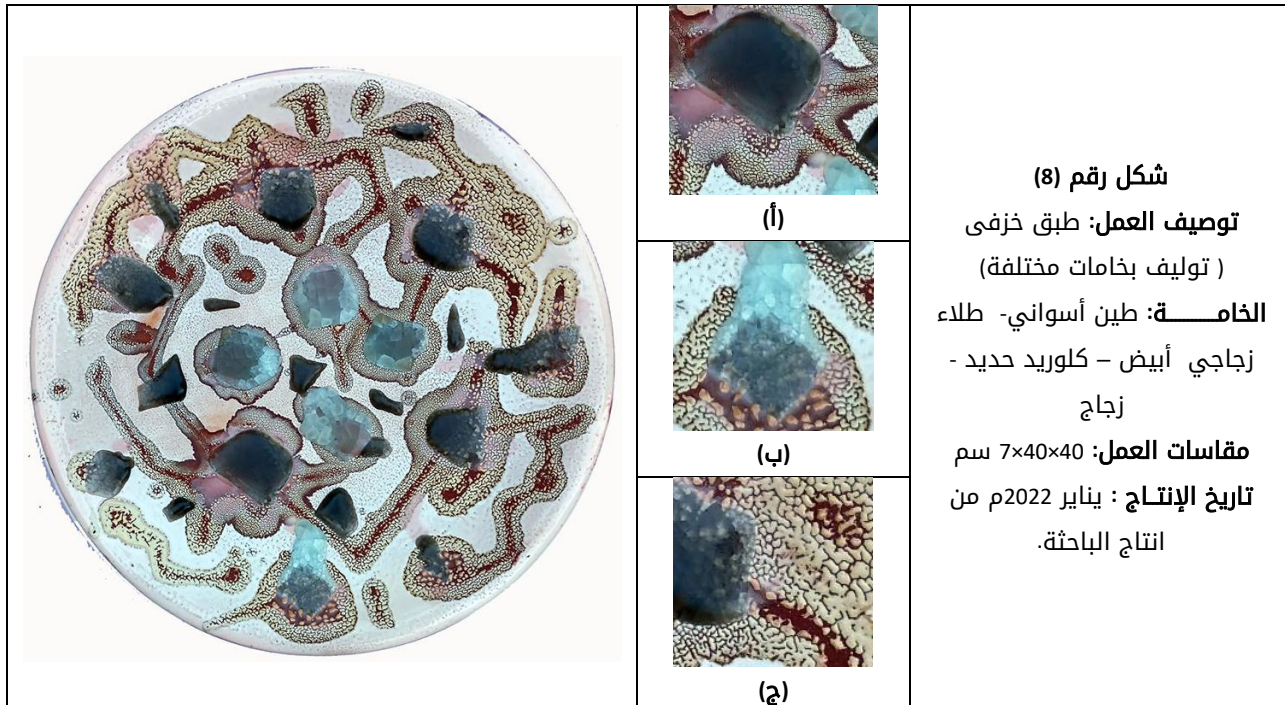 شكل رقم (8)
توصيف العمل: طبق خزفى
( توليف بخامات مختلفة)
الخامـــــــــة: طين أسواني- طلاء
زجاجي أبيض – كلوريد حديد -
زجاج
مقاسات العمل: 40×40×7 سم
تاريخ الإنتــاج : يناير 2022م من
انتاج الباحثة.
(أ)
(ب)
(ج)